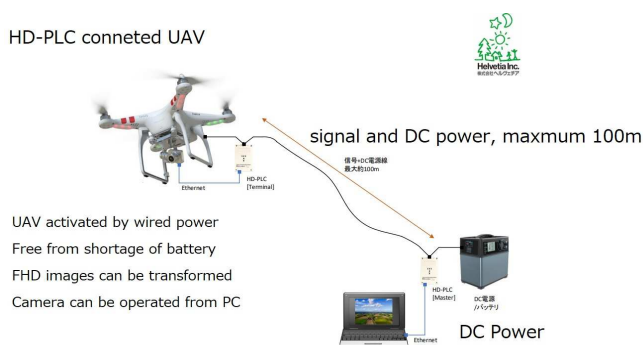 HD-PLC conneted UAV
Helvetia Inc.
株式会社ヘルヴェチア
signal and DC power, maxmum 100m
信号+DC電源線
最大約100m
Ethernet
HD-PLC
[Terminal]
UAV activated by wired power
Free from shortage of battery
FHD images can be transformed
Camera can be operated from PC
HD-PLC
[Master]
DC電源
/バッテリ
Ethernet
DC Power